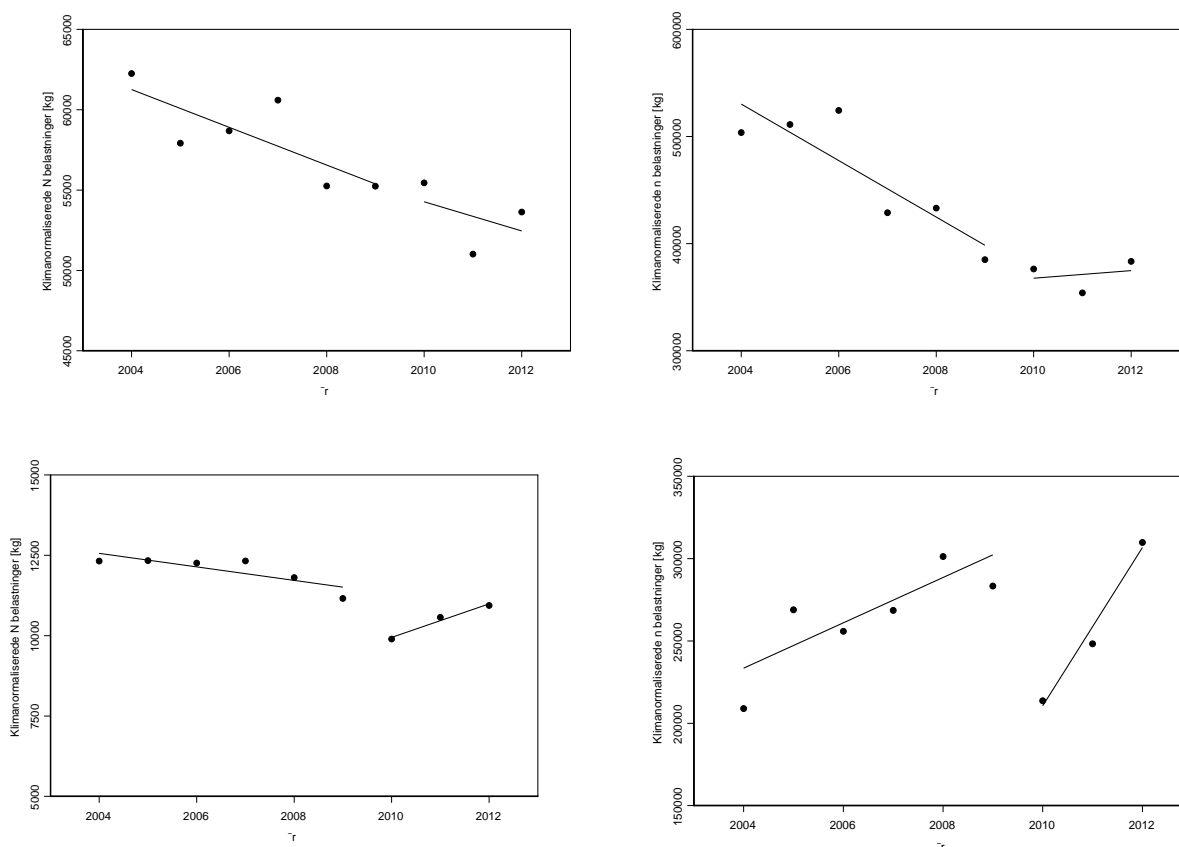 Klimanormaliserede N belastninger [kg]
65000
60000
55000
50000
45000
2004 2006 2008 2010 2012
¯r
Klimanormaliserede n belastninger [kg]
600000
500000
400000
300000
2004 2006 2008 2010 2012
¯r
Klimanormaliserede N belastninger [kg]
15000
12500
10000
7500
5000
2004 2006 2008 2010 2012
¯r
Klimanormaliserede n belastninger [kg]
350000
300000
250000
200000
150000
2004 2006 2008 2010 2012
¯r